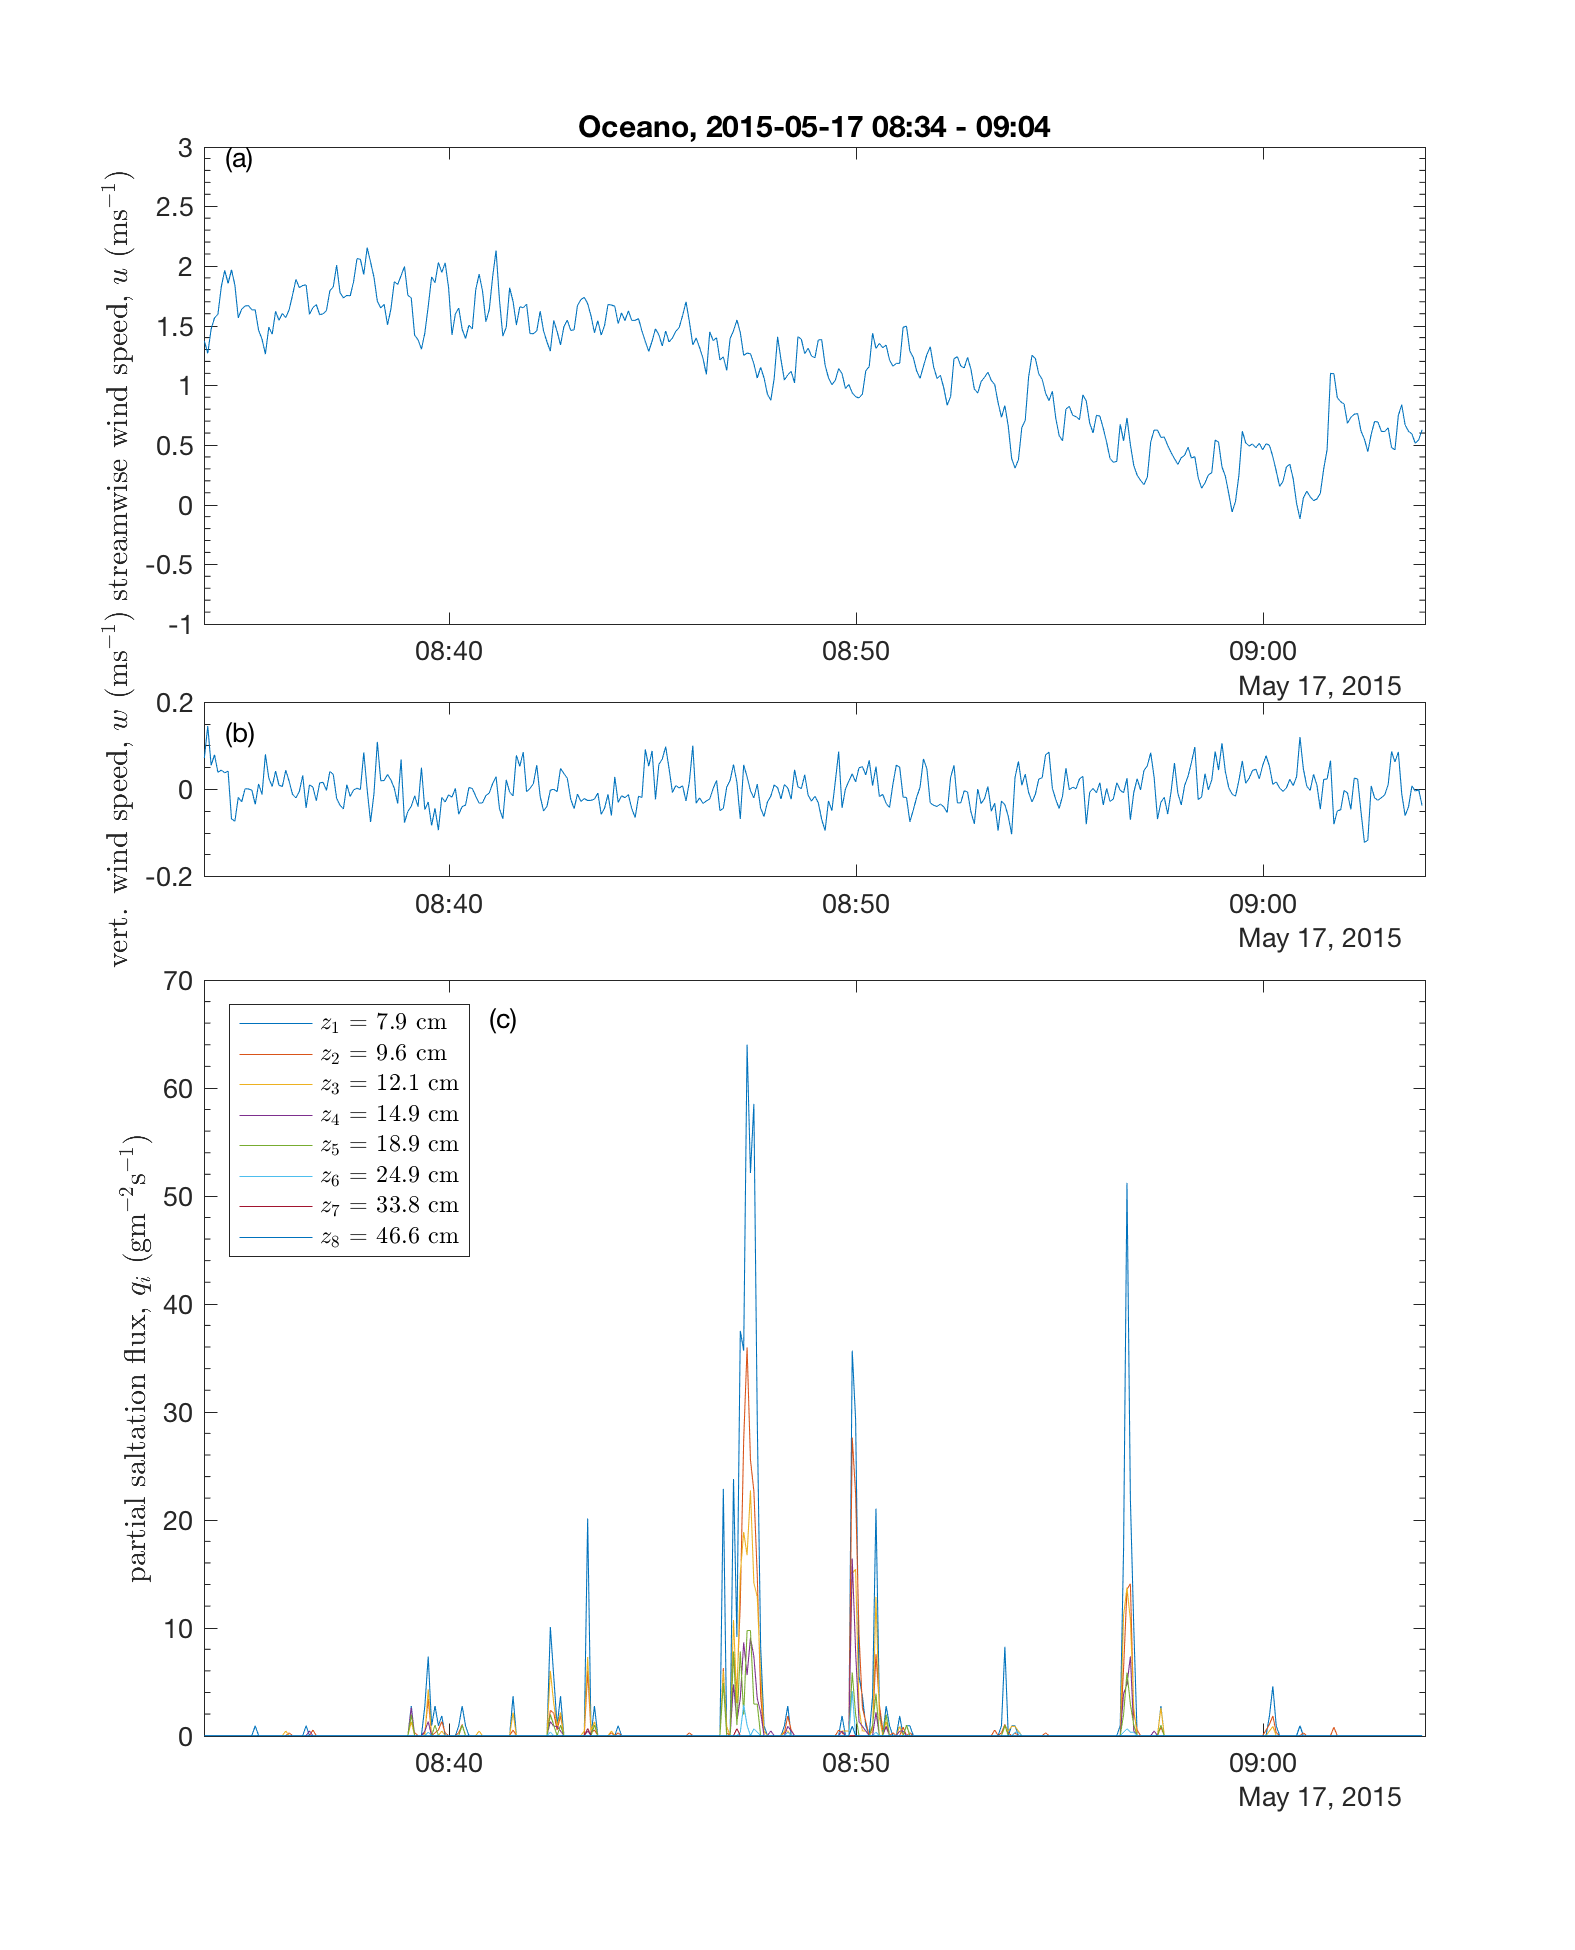 Oceano, 2015-05-17 08:34 - 09:04
(a)
streamwise wind speed, u (ms⁻¹)
3
2.5
2
1.5
1
0.5
0
-0.5
-1
08:40 08:50 09:00
May 17, 2015
(b)
vert. wind speed, w (ms⁻¹)
0.2
0
-0.2
08:40 08:50 09:00
May 17, 2015
(c)
partial saltation flux, qᵢ (gm⁻²s⁻¹)
70
60
50
40
30
20
10
0
z₁ = 7.9 cm
z₂ = 9.6 cm
z₃ = 12.1 cm
z₄ = 14.9 cm
z₅ = 18.9 cm
z₆ = 24.9 cm
z₇ = 33.8 cm
z₈ = 46.6 cm
08:40 08:50 09:00
May 17, 2015